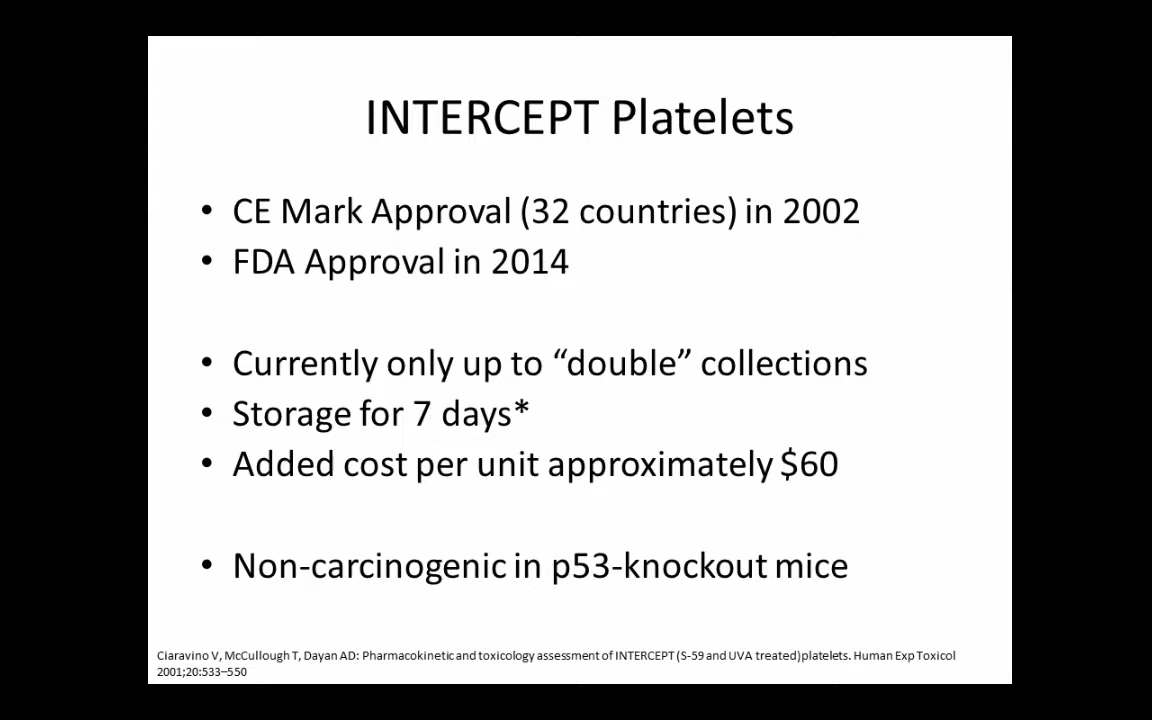 INTERCEPT Platelets
• CE Mark Approval (32 countries) in 2002
• FDA Approval in 2014
• Currently only up to “double” collections
• Storage for 7 days*
• Added cost per unit approximately $60
• Non-carcinogenic in p53-knockout mice
Ciaravino V, McCullough T, Dayan AD: Pharmacokinetic and toxicology assessment of INTERCEPT (S-59 and UVA treated)platelets. Human Exp Toxicol
2001;20:533–550